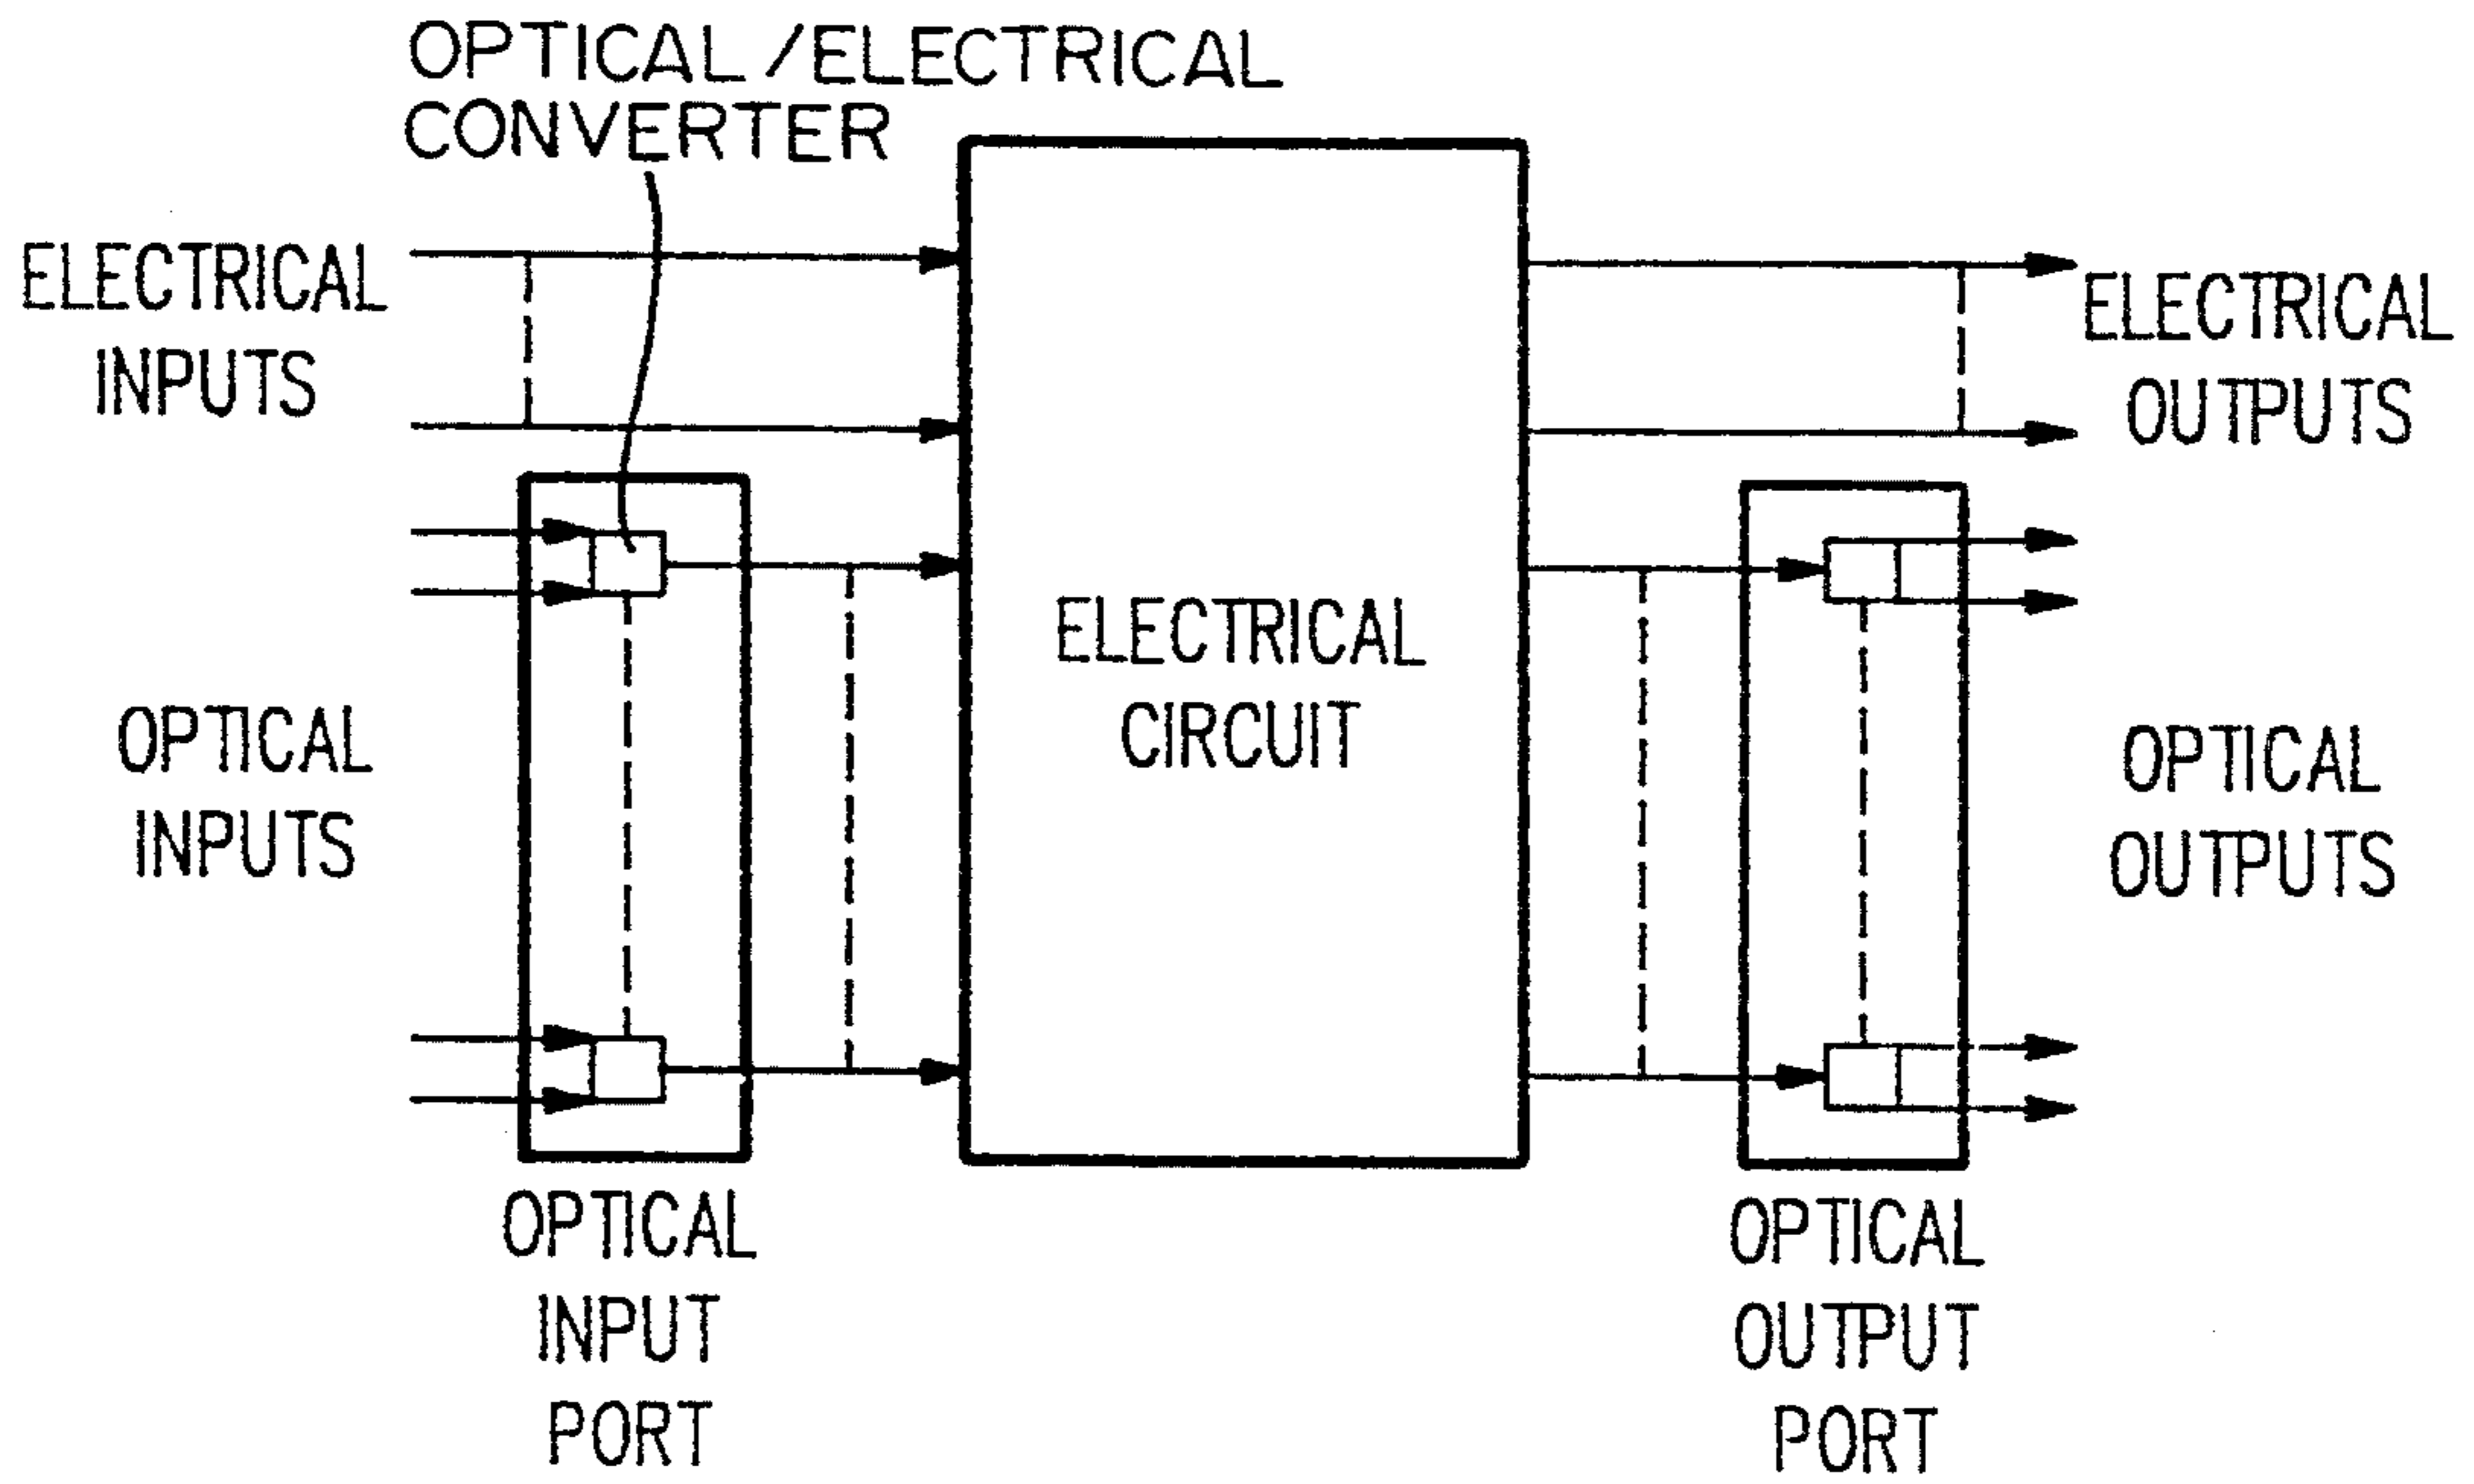 OPTICAL/ELECTRICAL
CONVERTER
ELECTRICAL
INPUTS
ELECTRICAL
OUTPUTS
ELECTRICAL
CIRCUIT
OPTICAL
INPUTS
OPTICAL
OUTPUTS
OPTICAL
INPUT
PORT
OPTICAL
OUTPUT
PORT